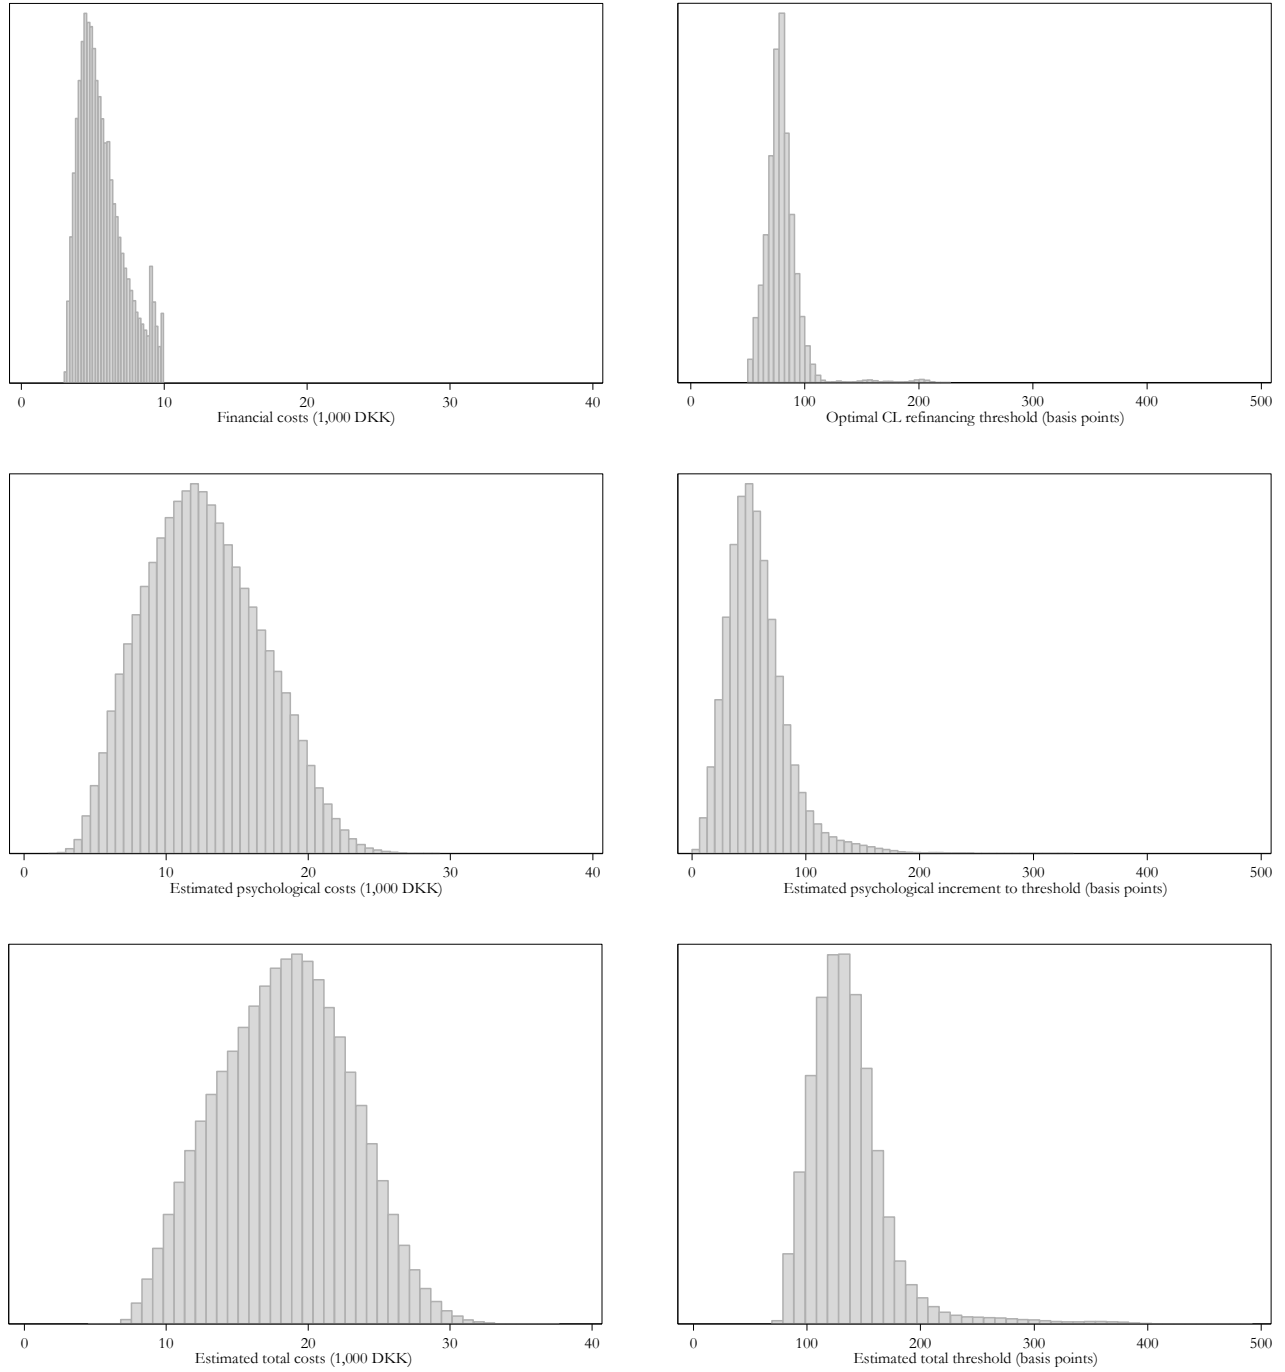 0 10 20 30 40
Financial costs (1,000 DKK)
0 100 200 300 400 500
Optimal CL refinancing threshold (basis points)
0 10 20 30 40
Estimated psychological costs (1,000 DKK)
0 100 200 300 400 500
Estimated psychological increment to threshold (basis points)
0 10 20 30 40
Estimated total costs (1,000 DKK)
0 100 200 300 400 500
Estimated total threshold (basis points)